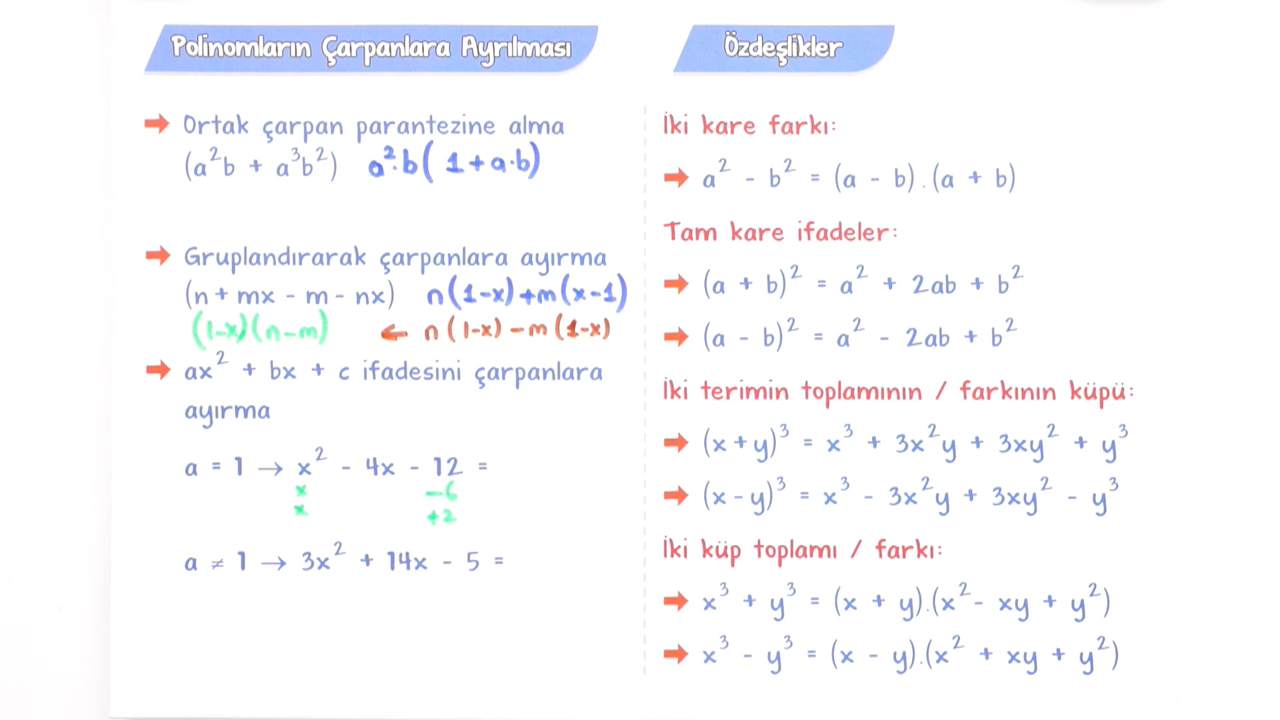 Polinomların Çarpanlara Ayrılması
→ Ortak çarpan parantezine alma
(a²b + a³b²) a²·b(1+a·b)
→ Gruplandırarak çarpanlara ayırma
(n + mx - m - nx) n(1-x)+m(x-1)
(1-x)(n-m) ← n(1-x)-m(1-x)
→ ax² + bx + c ifadesini çarpanlara
ayırma
a = 1 → x² - 4x - 12 =
x -6
x +2
a ≠ 1 → 3x² + 14x - 5 =
Özdeşlikler
İki kare farkı:
→ a² - b² = (a - b).(a + b)
Tam kare ifadeler:
→ (a + b)² = a² + 2ab + b²
→ (a - b)² = a² - 2ab + b²
İki terimin toplamının / farkının küpü:
→ (x + y)³ = x³ + 3x²y + 3xy² + y³
→ (x - y)³ = x³ - 3x²y + 3xy² - y³
İki küp toplamı / farkı:
→ x³ + y³ = (x + y).(x² - xy + y²)
→ x³ - y³ = (x - y).(x² + xy + y²)